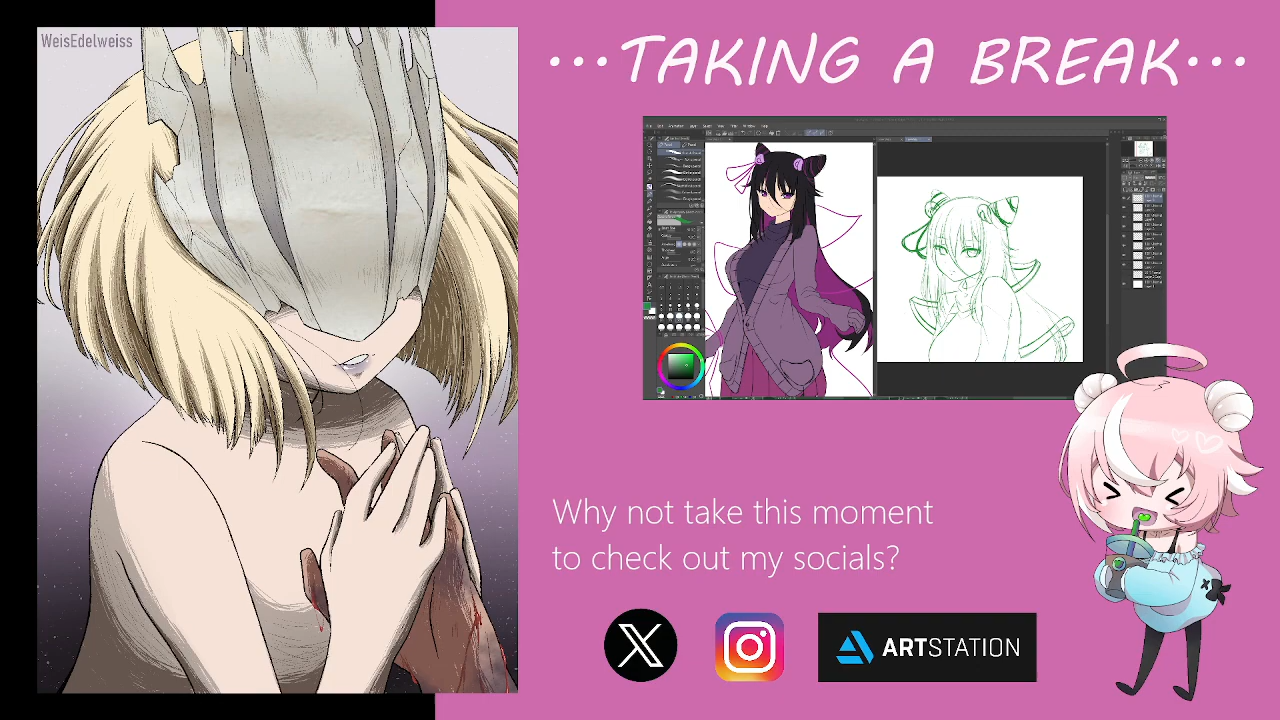 WeisEdelweiss
...TAKING A BREAK...
Why not take this moment
to check out my socials?
ARTSTATION